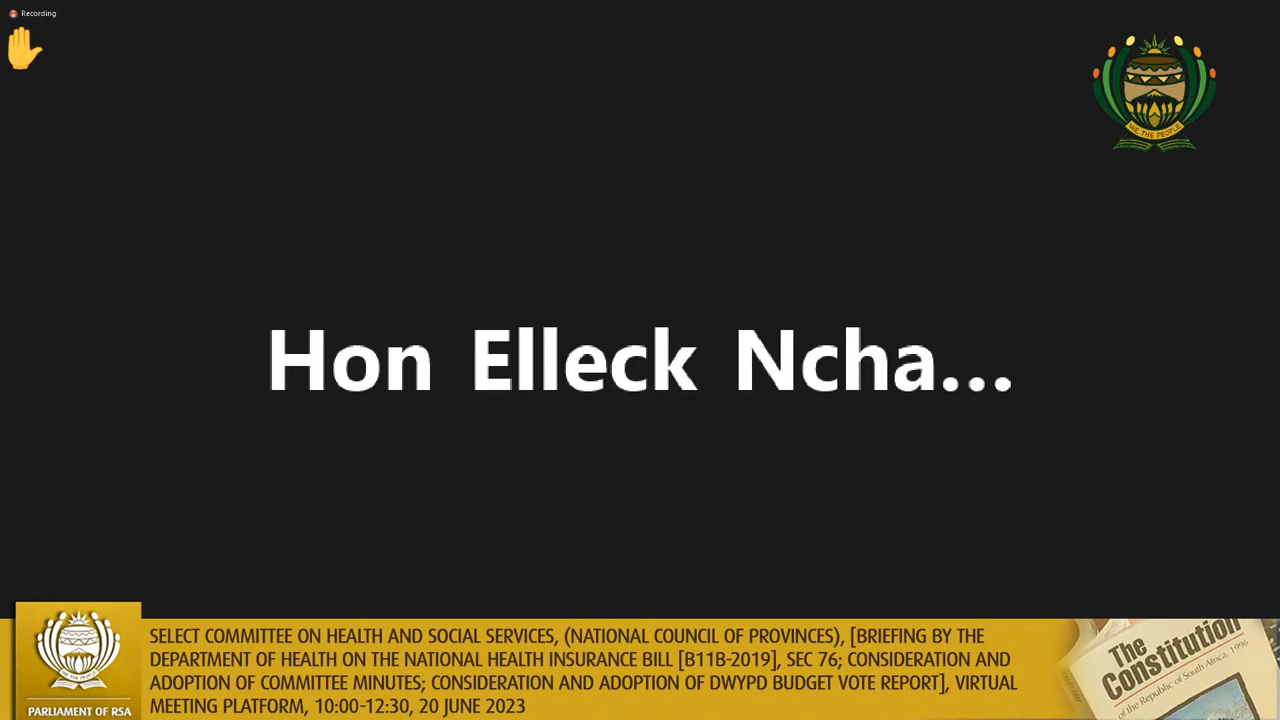 Recording
WE, THE PEOPLE
Hon Elleck Ncha...
SELECT COMMITTEE ON HEALTH AND SOCIAL SERVICES, (NATIONAL COUNCIL OF PROVINCES), [BRIEFING BY THE
DEPARTMENT OF HEALTH ON THE NATIONAL HEALTH INSURANCE BILL [B11B-2019], SEC 76; CONSIDERATION AND
ADOPTION OF COMMITTEE MINUTES; CONSIDERATION AND ADOPTION OF DWYPD BUDGET VOTE REPORT], VIRTUAL
MEETING PLATFORM, 10:00-12:30, 20 JUNE 2023
PARLIAMENT OF RSA
The
Constitution
of the Republic of South Africa, 1996